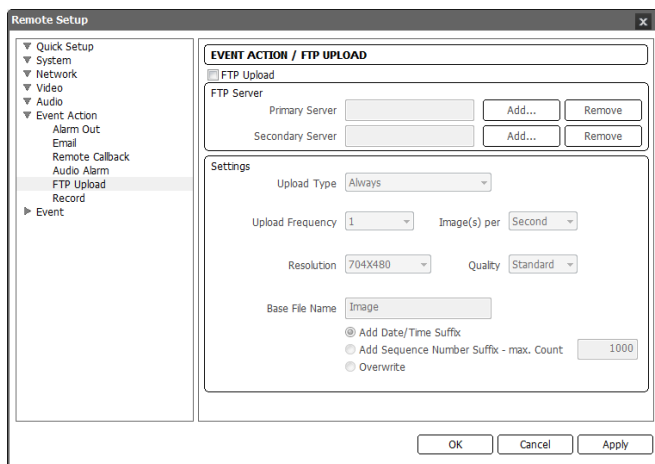 Remote Setup
Quick Setup
System
Network
Video
Audio
Event Action
Alarm Out
Email
Remote Callback
Audio Alarm
FTP Upload
Record
Event
EVENT ACTION / FTP UPLOAD
FTP Upload
FTP Server
Primary Server Add... Remove
Secondary Server Add... Remove
Settings
Upload Type Always
Upload Frequency 1 Image(s) per Second
Resolution 704X480 Quality Standard
Base File Name Image
Add Date/Time Suffix
Add Sequence Number Suffix - max. Count 1000
Overwrite
OK Cancel Apply